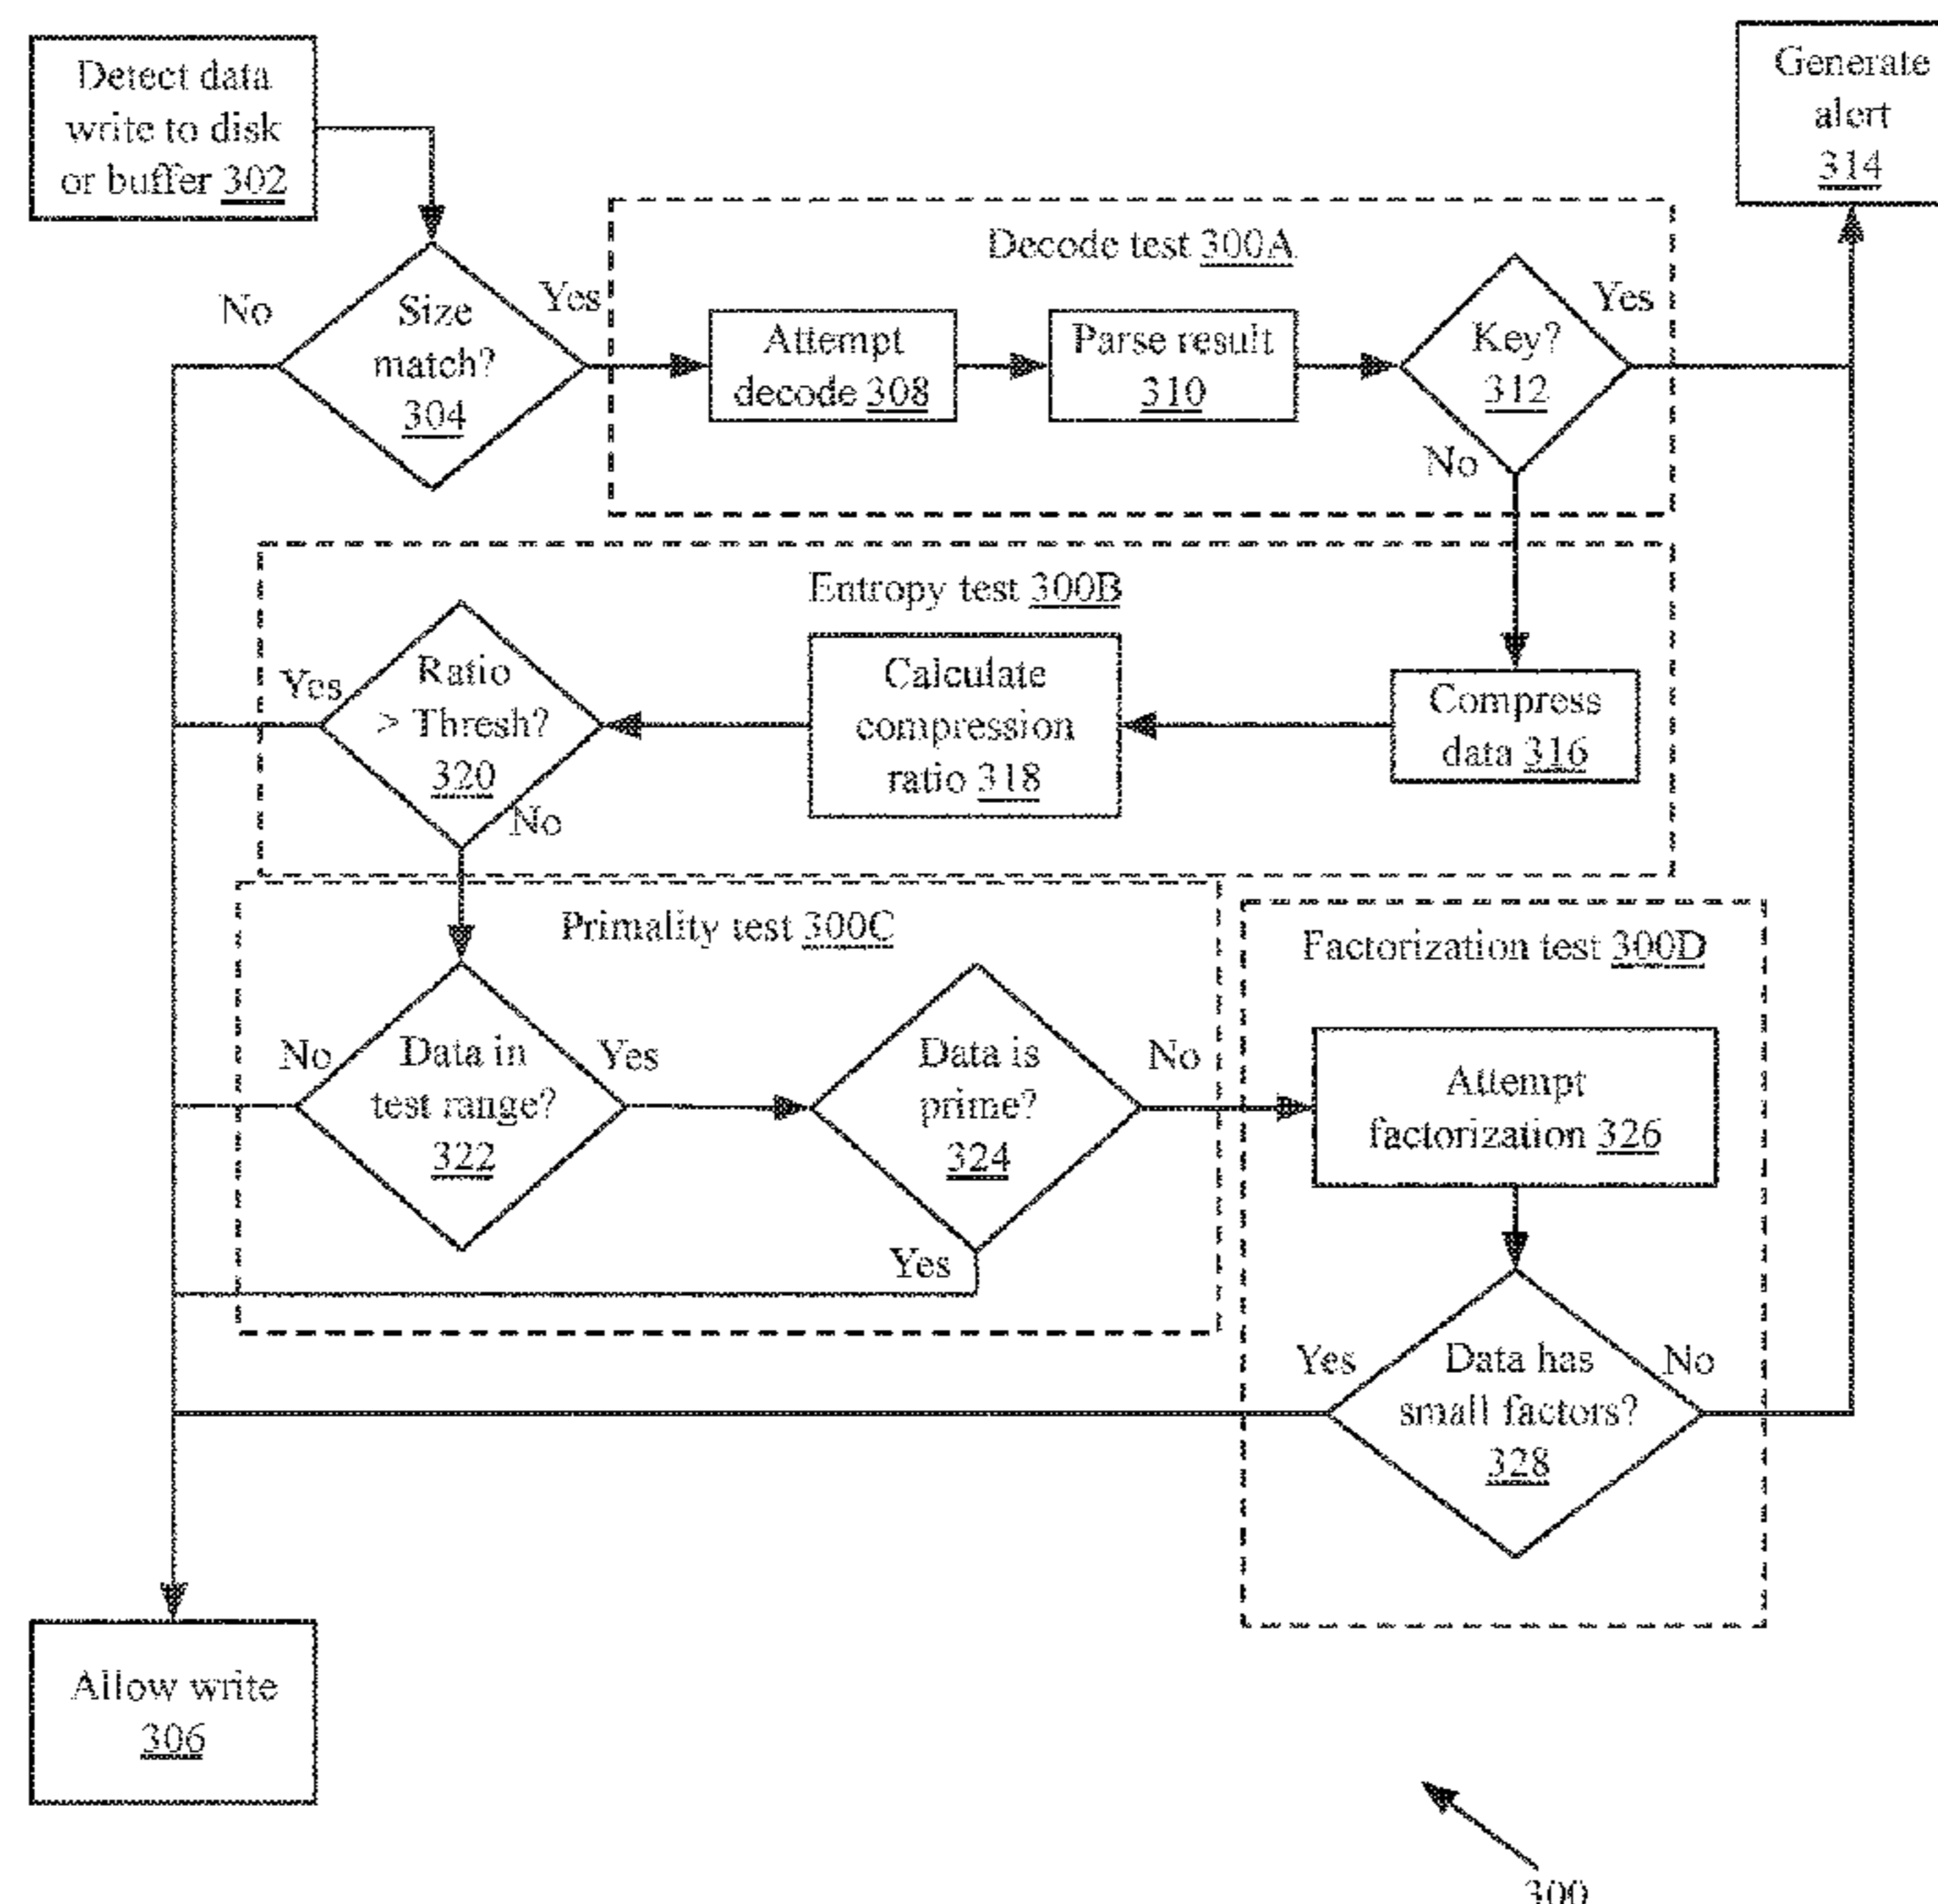 Detect data
write to disk
or buffer 302
Generate
alert
314
Decode test 300A
No
Size
match?
304
Yes
Attempt
decode 308
Parse result
310
Key?
312
Yes
No
Entropy test 300B
Yes
Ratio
> Thresh?
320
No
Calculate
compression
ratio 318
Compress
data 316
Primality test 300C
Factorization test 300D
No
Data in
test range?
322
Yes
Data is
prime?
324
No
Yes
Attempt
factorization 326
Yes
Data has
small factors?
328
No
Allow write
306
300